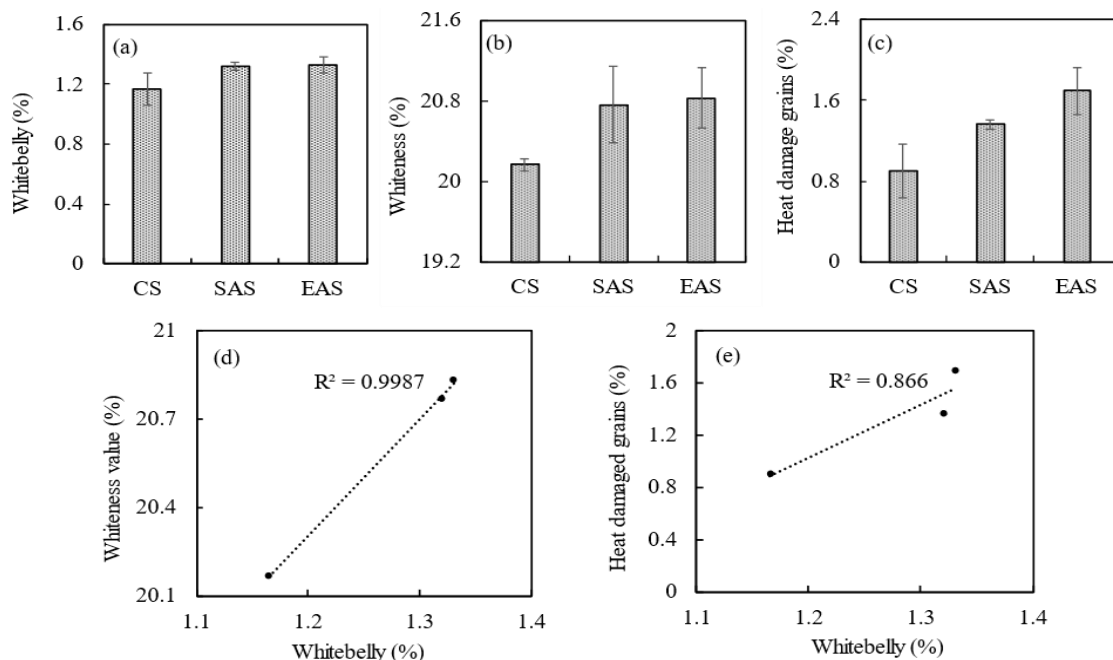 (a)
Whitebelly (%)
1.6
1.2
0.8
0.4
0
CS SAS EAS
(b)
Whiteness (%)
21.6
20.8
20
19.2
CS SAS EAS
(c)
Heat damage grains (%)
2.4
1.6
0.8
0
CS SAS EAS
(d)
R² = 0.9987
Whiteness value (%)
21
20.7
20.4
20.1
1.1 1.2 1.3 1.4
Whitebelly (%)
(e)
R² = 0.866
Heat damaged grains (%)
2
1.6
1.2
0.8
0.4
0
1.1 1.2 1.3 1.4
Whitebelly (%)